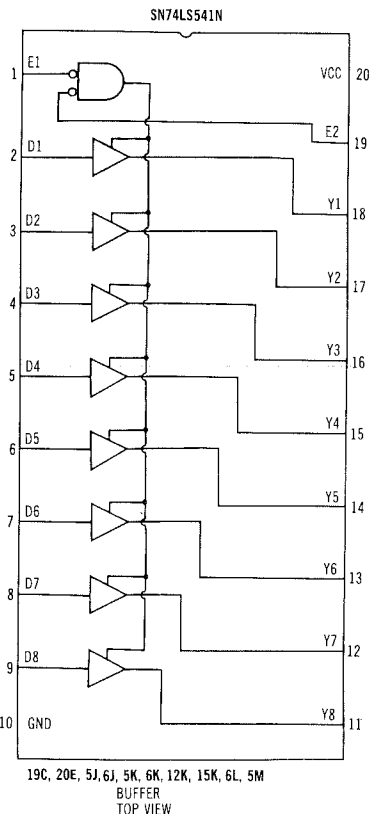 SN74LS541N
1 E1 VCC 20
E2 19
2 D1 Y1 18
3 D2 Y2 17
4 D3 Y3 16
5 D4 Y4 15
6 D5 Y5 14
7 D6 Y6 13
8 D7 Y7 12
9 D8 Y8 11
10 GND
19C, 20E, 5J, 6J, 5K, 6K, 12K, 15K, 6L, 5M
BUFFER
TOP VIEW